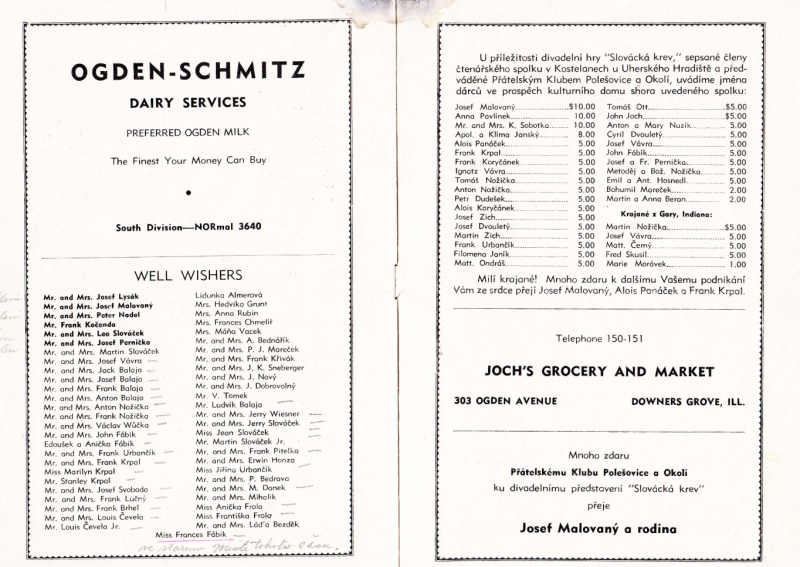 OGDEN-SCHMITZ
DAIRY SERVICES
PREFERRED OGDEN MILK
The Finest Your Money Can Buy
•
South Division—NORmal 3640
WELL WISHERS
Mr. and Mrs. Josef Lysák
Mr. and Mrs. Josef Malovaný
Mr. and Mrs. Peter Nadel
Mr. Frank Kočenda
Mr. and Mrs. Leo Slováček
Mr. and Mrs. Josef Pernička
Mr. and Mrs. Martin Slováček
Mr. and Mrs. Josef Vávra
Mr. and Mrs. Jack Balaja
Mr. and Mrs. Josef Balaja
Mr. and Mrs. Frank Balaja
Mr. and Mrs. Anton Balaja
Mr. and Mrs. Anton Nožička
Mr. and Mrs. Frank Nožička
Mr. and Mrs. Václav Wůčka
Mr. and Mrs. John Fábík
Edoušek a Anička Fábik
Mr. and Mrs. Frank Urbančík
Mr. and Mrs. Frank Krpal
Miss Marilyn Krpal
Mr. Stanley Krpal
Mr. and Mrs. Josef Svoboda
Mr. and Mrs. Frank Lučný
Mr. and Mrs. Frank Brhel
Mr. and Mrs. Louis Čevela
Mr. Louis Čevela Jr.
Lidunka Almerová
Mrs. Hedvika Grunt
Mrs. Anna Rubin
Mrs. Frances Chmelíř
Mrs. Máňa Vacek
Mr. and Mrs. A. Bednářík
Mr. and Mrs. P. J. Mareček
Mr. and Mrs. Frank Křivák
Mr. and Mrs. J. K. Sneberger
Mr. and Mrs. J. Nový
Mr. and Mrs. J. Dobrovolný
Mr. V. Tomek
Mr. Ludvik Balaja
Mr. and Mrs. Jerry Wiesner
Mr. and Mrs. Jerry Slováček
Miss Jean Slováček
Mr. Martin Slováček Jr.
Mr. and Mrs. Frank Pitelka
Mr. and Mrs. Erwin Honza
Miss Jiřina Urbančík
Mr. and Mrs. P. Bedrava
Mr. and Mrs. M. Danek
Mr. and Mrs. Miholik
Miss Anička Frola
Miss Františka Frola
Mr. and Mrs. Lád'a Bezděk
Miss Frances Fábik
ve starem
U příležitosti divadelní hry "Slovácká krev," sepsané členy
čtenářského spolku v Kostelanech u Uherského Hradiště a před-
váděné Přátelským Klubem Polešovice a Okolí, uvádíme jména
dárců ve prospěch kulturního domu shora uvedeného spolku:
Josef Malovaný $10.00
Anna Pavlinek 10.00
Mr. and Mrs. K. Sobotka 10.00
Apol. a Klíma Janský 8.00
Alois Panáček 5.00
Frank Krpal 5.00
Frank Koryčánek 5.00
Ignatz Vávra 5.00
Tomáš Nožička 5.00
Anton Nožička 5.00
Petr Dudešek 5.00
Alois Koryčánek 5.00
Josef Zich 5.00
Josef Dvouletý 5.00
Martin Zich 5.00
Frank Urbančík 5.00
Filomena Janík 5.00
Matt. Ondráš 5.00
Tomáš Ott $5.00
John Joch $5.00
Anton a Mary Nuzik 5.00
Cyril Dvouletý 5.00
Josef Vávra 5.00
John Fábik 5.00
Josef a Fr. Pernička 5.00
Metoděj a Bož. Nožička 5.00
Emil a Ant. Hosnedl 5.00
Bohumil Mareček 2.00
Martin a Anna Beran 2.00
Krajané z Gary, Indiana:
Martin Nožička $5.00
Josef Vávra 5.00
Matt. Černý 5.00
Fred Skusil 5.00
Marie Morávek 1.00
Milí krajané! Mnoho zdaru k dalšímu Vašemu podnikání
Vám ze srdce přejí Josef Malovaný, Alois Panáček a Frank Krpal.
Telephone 150-151
JOCH'S GROCERY AND MARKET
303 OGDEN AVENUE DOWNERS GROVE, ILL.
Mnoho zdaru
Přátelskému Klubu Polešovice a Okolí
ku divadelnímu představení "Slovácká krev"
přeje
Josef Malovaný a rodina